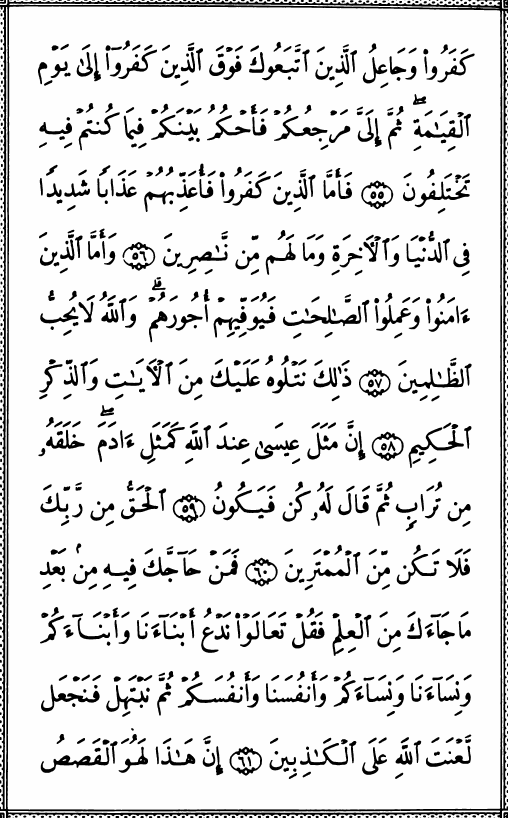 كَفَرُوا۟ وَجَاعِلُ ٱلَّذِينَ ٱتَّبَعُوكَ فَوْقَ ٱلَّذِينَ كَفَرُوٓا۟ إِلَىٰ يَوْمِ
ٱلْقِيَـٰمَةِ ۖ ثُمَّ إِلَىَّ مَرْجِعُكُمْ فَأَحْكُمُ بَيْنَكُمْ فِيمَا كُنتُمْ فِيهِ
تَخْتَلِفُونَ ۝٥٥ فَأَمَّا ٱلَّذِينَ كَفَرُوا۟ فَأُعَذِّبُهُمْ عَذَابًا شَدِيدًا
فِى ٱلدُّنْيَا وَٱلْـَٔاخِرَةِ وَمَا لَهُم مِّن نَّـٰصِرِينَ ۝٥٦ وَأَمَّا ٱلَّذِينَ
ءَامَنُوا۟ وَعَمِلُوا۟ ٱلصَّـٰلِحَـٰتِ فَيُوَفِّيهِمْ أُجُورَهُمْ ۗ وَٱللَّهُ لَا يُحِبُّ
ٱلظَّـٰلِمِينَ ۝٥٧ ذَٰلِكَ نَتْلُوهُ عَلَيْكَ مِنَ ٱلْـَٔايَـٰتِ وَٱلذِّكْرِ
ٱلْحَكِيمِ ۝٥٨ إِنَّ مَثَلَ عِيسَىٰ عِندَ ٱللَّهِ كَمَثَلِ ءَادَمَ ۖ خَلَقَهُۥ
مِن تُرَابٍ ثُمَّ قَالَ لَهُۥ كُن فَيَكُونُ ۝٥٩ ٱلْحَقُّ مِن رَّبِّكَ
فَلَا تَكُن مِّنَ ٱلْمُمْتَرِينَ ۝٦٠ فَمَنْ حَآجَّكَ فِيهِ مِنۢ بَعْدِ
مَا جَآءَكَ مِنَ ٱلْعِلْمِ فَقُلْ تَعَالَوْا۟ نَدْعُ أَبْنَآءَنَا وَأَبْنَآءَكُمْ
وَنِسَآءَنَا وَنِسَآءَكُمْ وَأَنفُسَنَا وَأَنفُسَكُمْ ثُمَّ نَبْتَهِلْ فَنَجْعَل
لَّعْنَتَ ٱللَّهِ عَلَى ٱلْكَـٰذِبِينَ ۝٦١ إِنَّ هَـٰذَا لَهُوَ ٱلْقَصَصُ